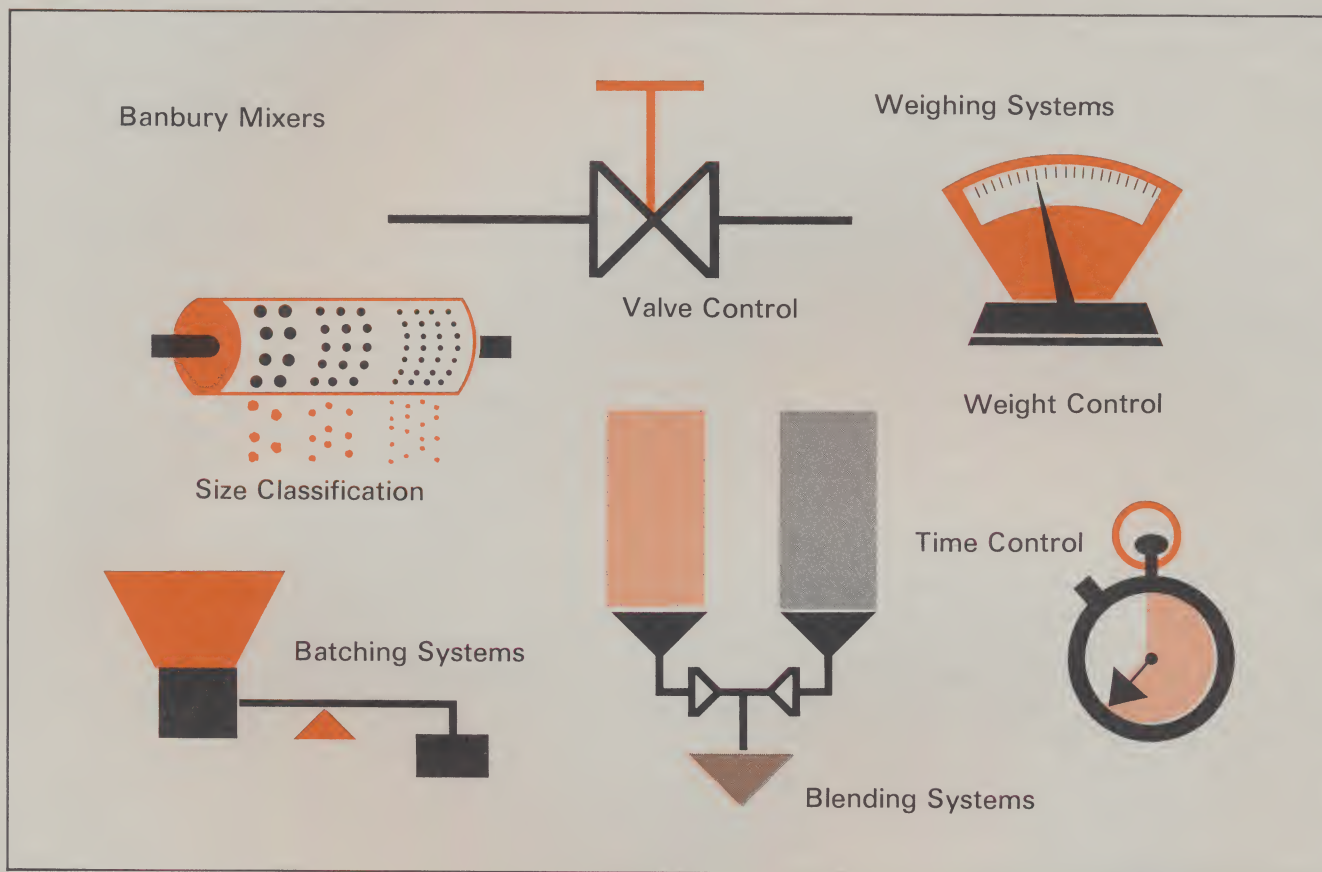 Banbury Mixers
Weighing Systems
Valve Control
Weight Control
Size Classification
Time Control
Batching Systems
Blending Systems